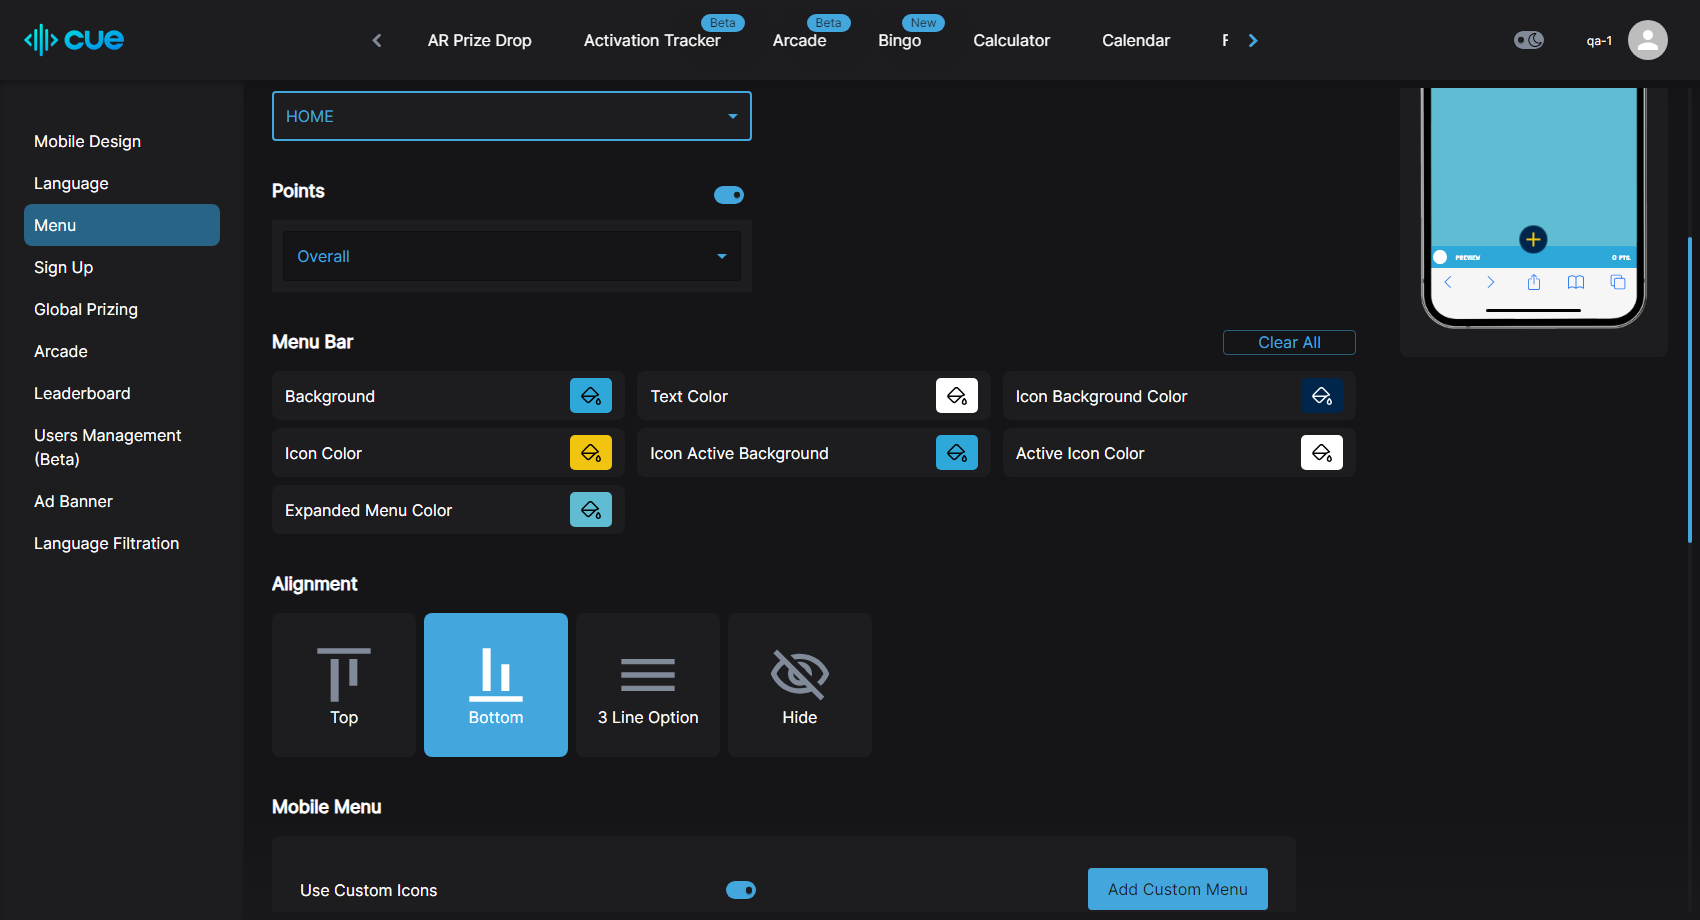 cue
AR Prize Drop
Activation Tracker
Beta
Arcade
Beta
Bingo
New
Calculator
Calendar
qa-1
Mobile Design
Language
Menu
Sign Up
Global Prizing
Arcade
Leaderboard
Users Management
(Beta)
Ad Banner
Language Filtration
HOME
Points
Overall
Menu Bar
Clear All
Background
Text Color
Icon Background Color
Icon Color
Icon Active Background
Active Icon Color
Expanded Menu Color
Alignment
Top
Bottom
3 Line Option
Hide
Mobile Menu
Use Custom Icons
Add Custom Menu
PREVIEW
0 PTS.